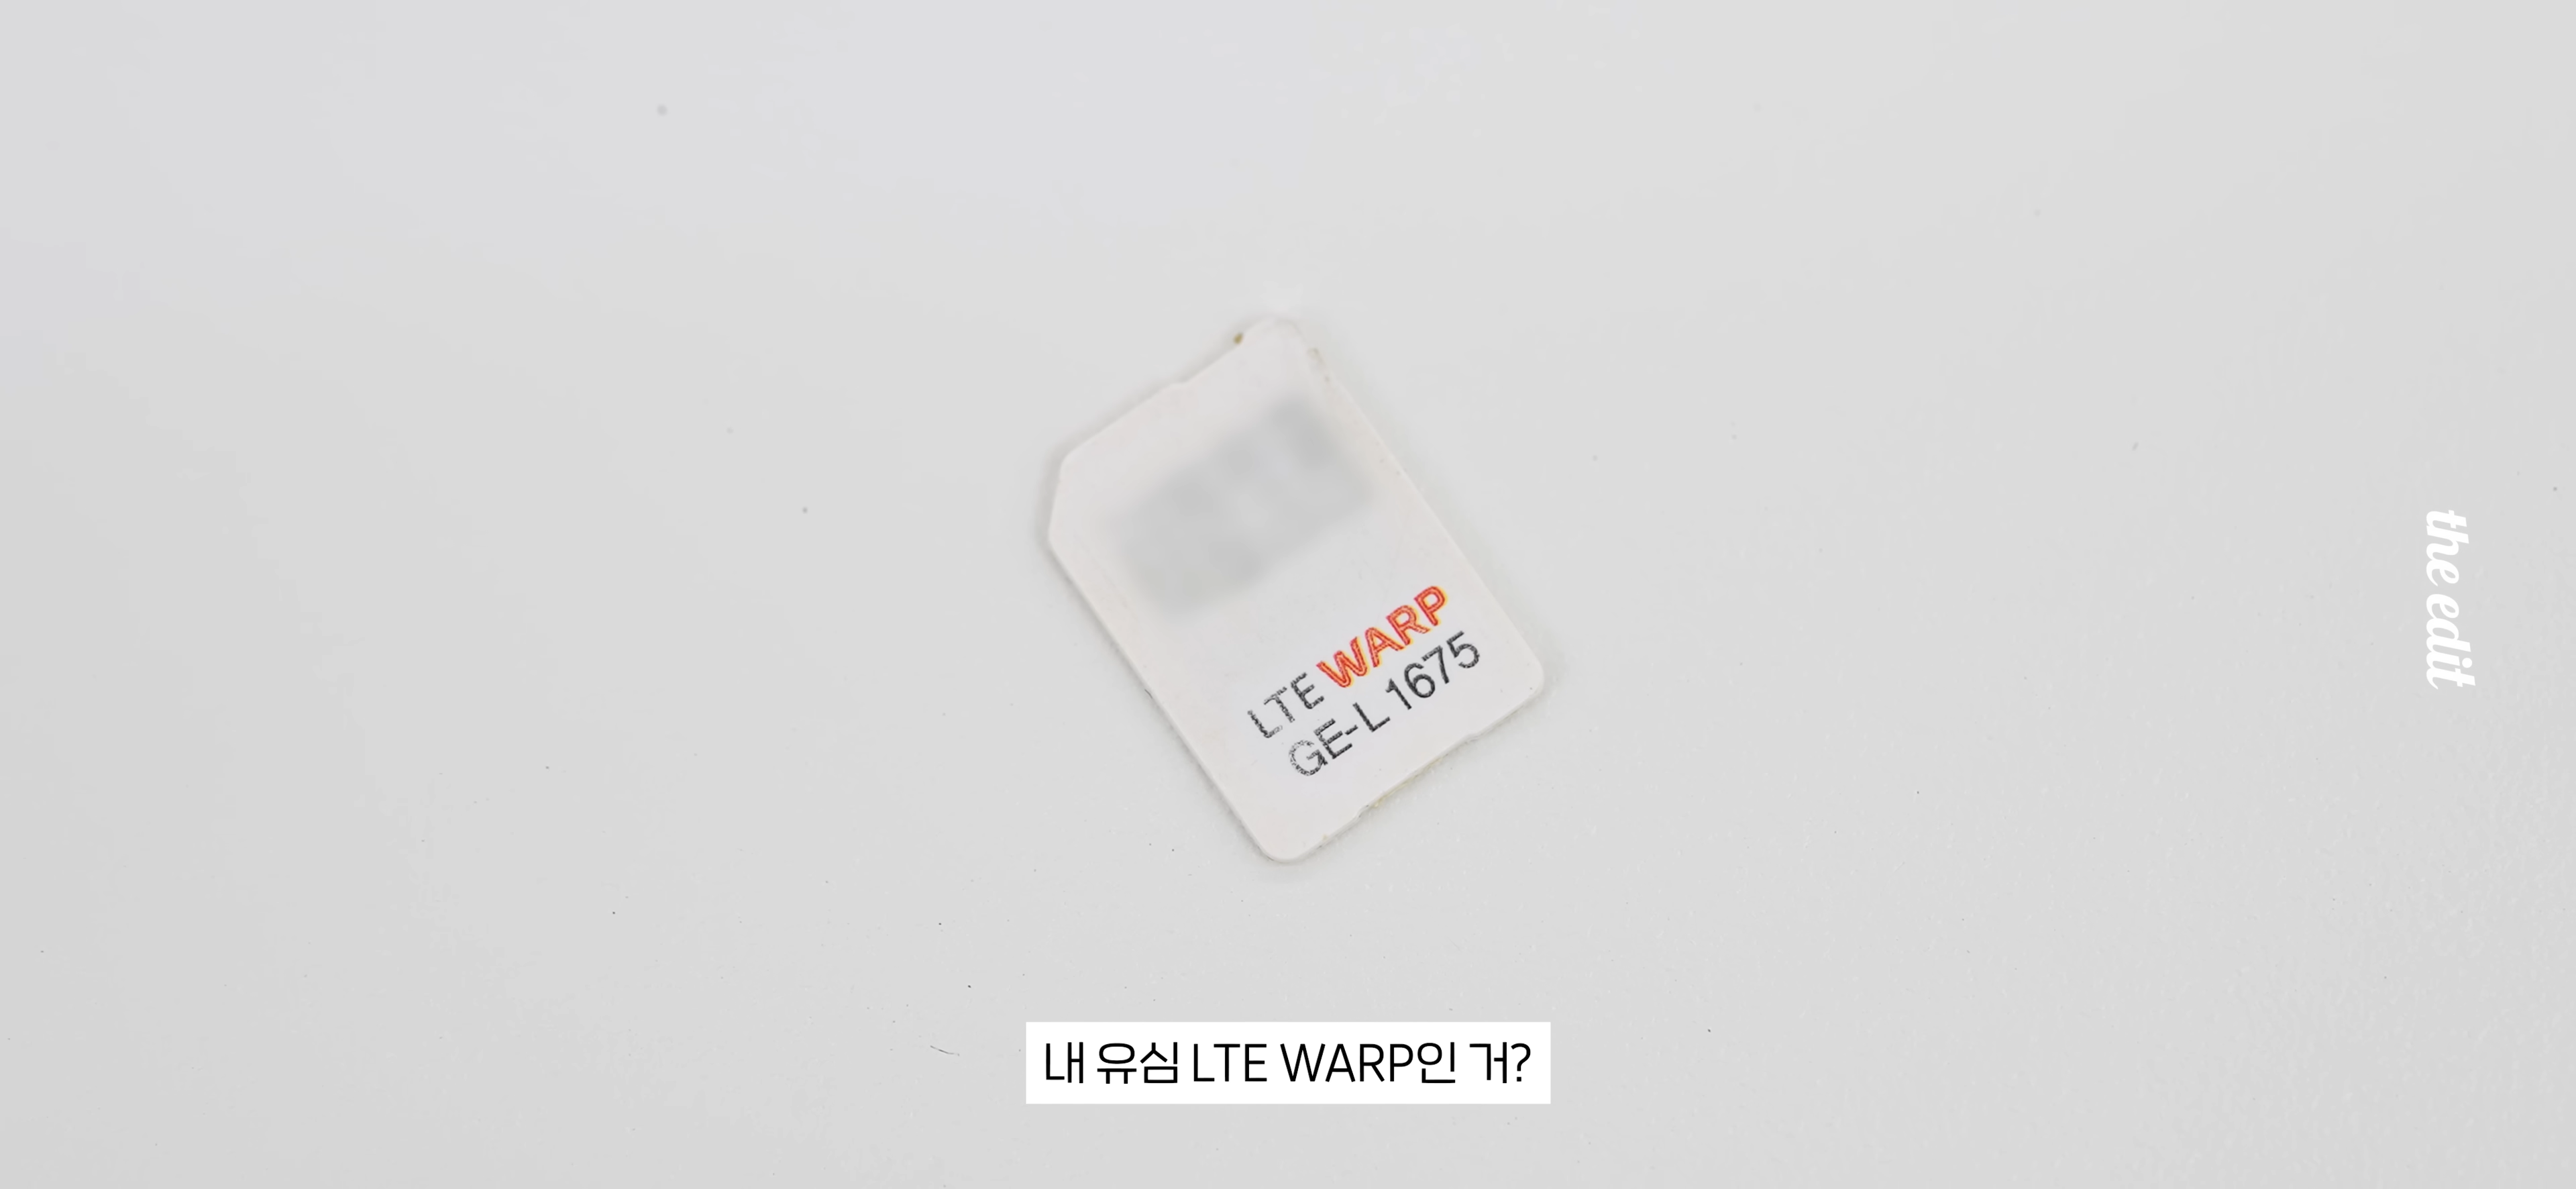 LTE WARP
GE-L 1675
the edit
내 유심 LTE WARP인 거?